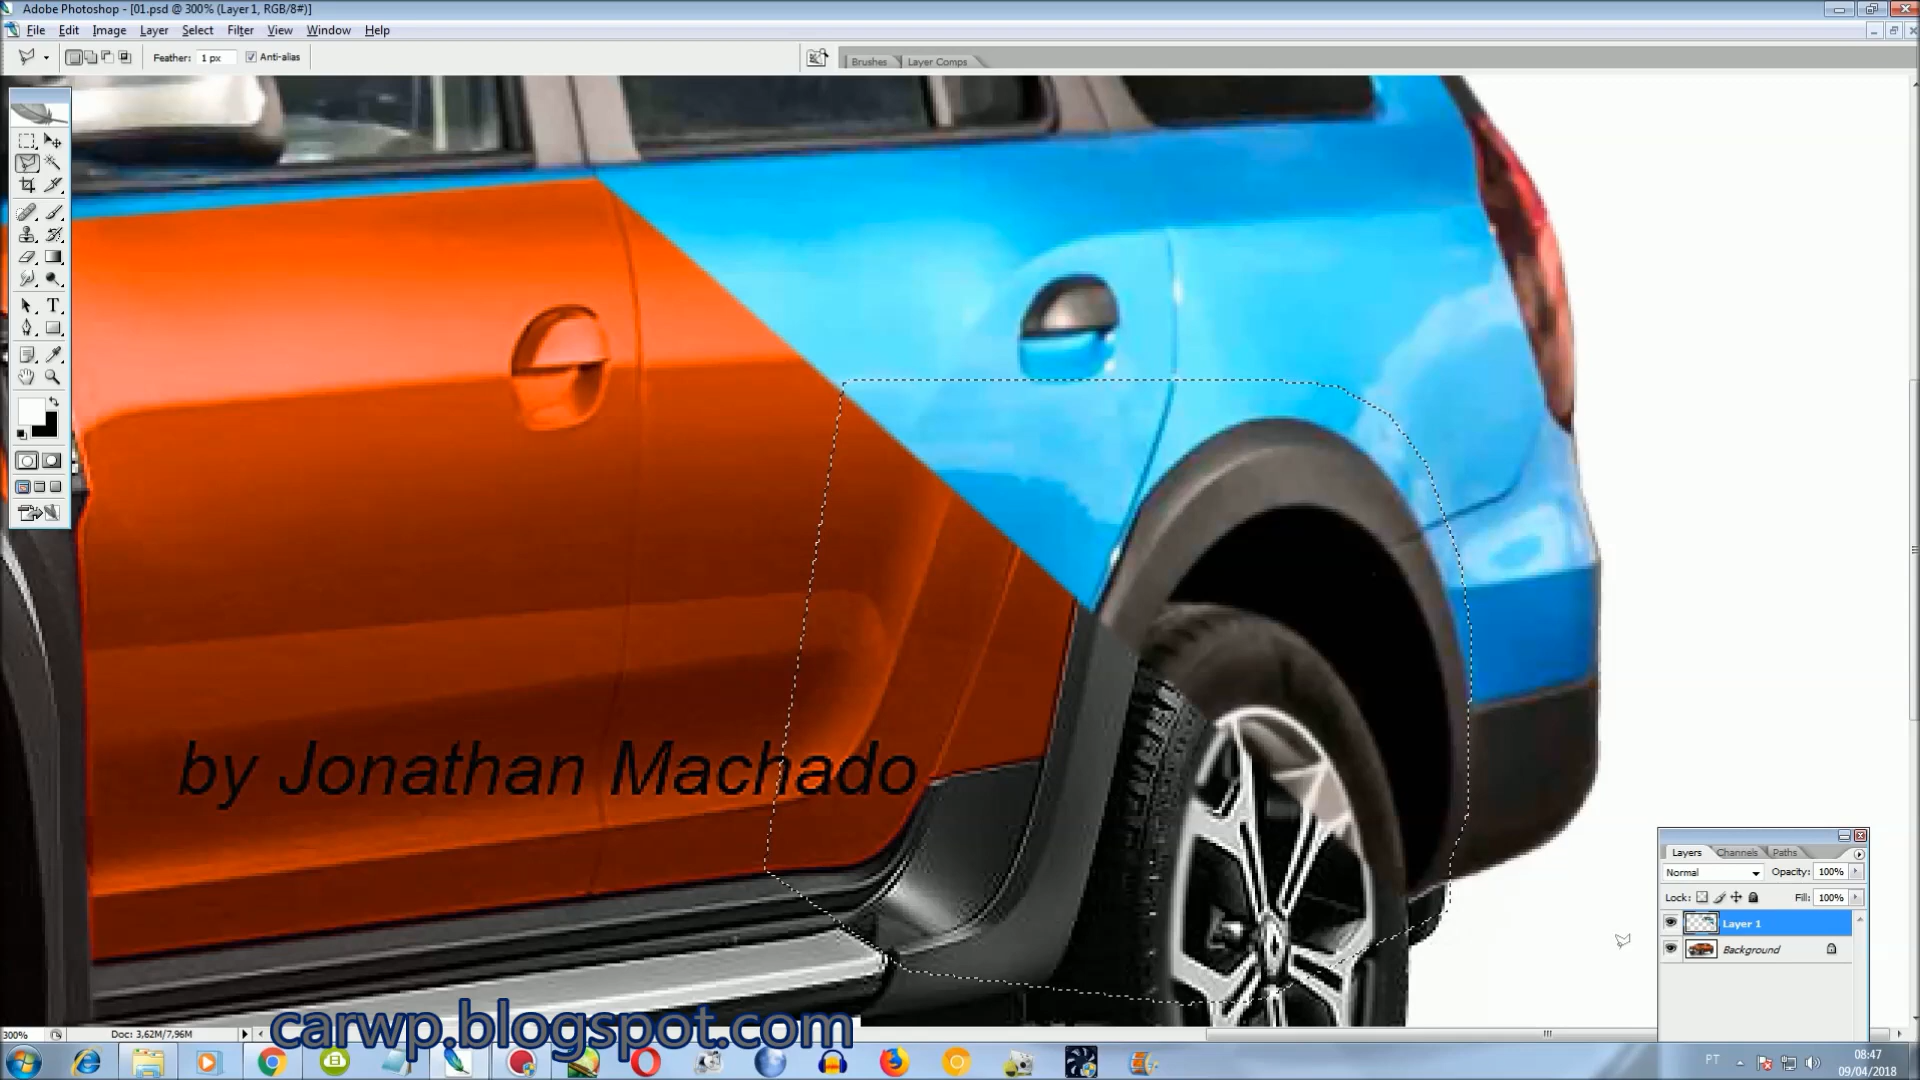 Adobe Photoshop - [01.psd @ 300% (Layer 1, RGB/8#)]
File Edit Image Layer Select Filter View Window Help
Feather: 1 px Anti-alias
Brushes Layer Comps
by Jonathan Machado
Layers Channels Paths
Normal Opacity: 100%
Lock: Fill: 100%
Layer 1
Background
carwp.blogspot.com
300% Doc: 3,62M/7,96M
PT 08:47
09/04/2018